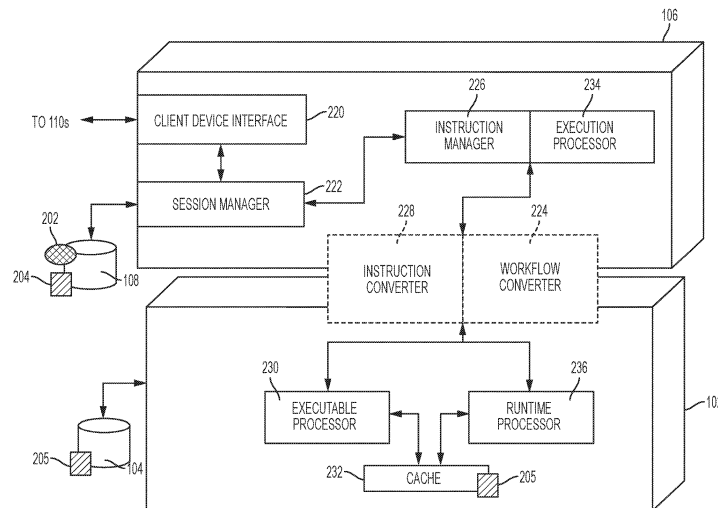 106
TO 110s
CLIENT DEVICE INTERFACE
220
226
234
INSTRUCTION
MANAGER
EXECUTION
PROCESSOR
SESSION MANAGER
222
202
204
108
228
224
INSTRUCTION
CONVERTER
WORKFLOW
CONVERTER
230
236
EXECUTABLE
PROCESSOR
RUNTIME
PROCESSOR
205
104
232
CACHE
205